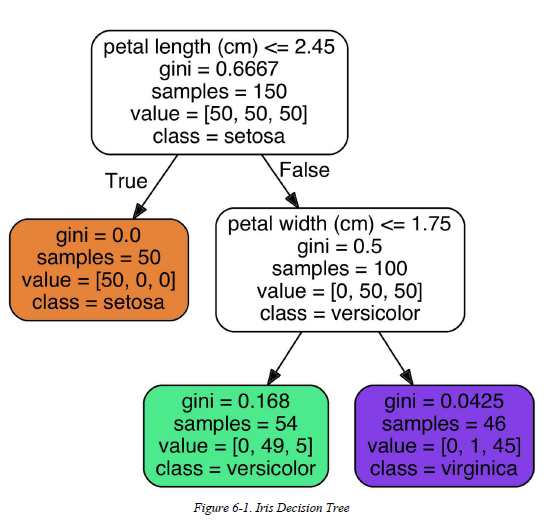 petal length (cm) <= 2.45
gini = 0.6667
samples = 150
value = [50, 50, 50]
class = setosa
True
False
gini = 0.0
samples = 50
value = [50, 0, 0]
class = setosa
petal width (cm) <= 1.75
gini = 0.5
samples = 100
value = [0, 50, 50]
class = versicolor
gini = 0.168
samples = 54
value = [0, 49, 5]
class = versicolor
gini = 0.0425
samples = 46
value = [0, 1, 45]
class = virginica
Figure 6-1. Iris Decision Tree